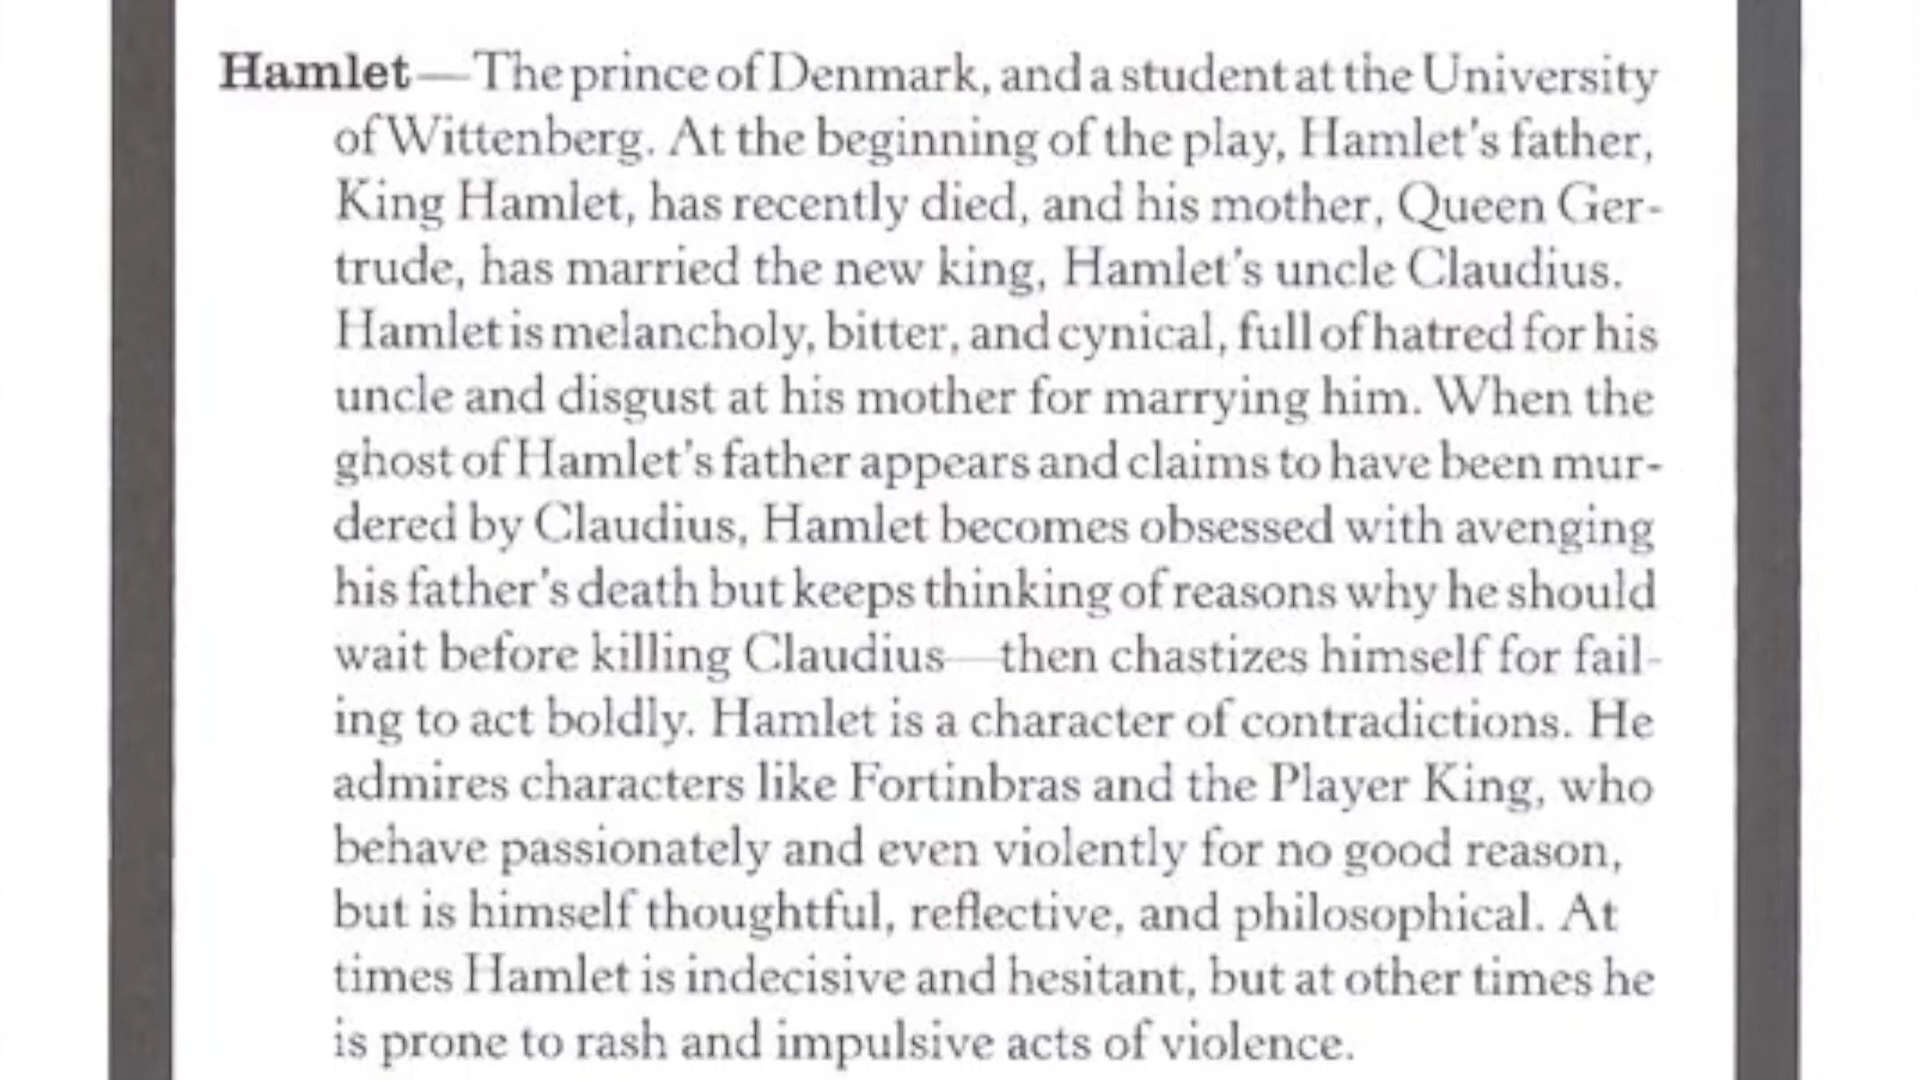 Hamlet—The prince of Denmark, and a student at the University
of Wittenberg. At the beginning of the play, Hamlet's father,
King Hamlet, has recently died, and his mother, Queen Ger-
trude, has married the new king, Hamlet's uncle Claudius.
Hamlet is melancholy, bitter, and cynical, full of hatred for his
uncle and disgust at his mother for marrying him. When the
ghost of Hamlet's father appears and claims to have been mur-
dered by Claudius, Hamlet becomes obsessed with avenging
his father's death but keeps thinking of reasons why he should
wait before killing Claudius—then chastizes himself for fail-
ing to act boldly. Hamlet is a character of contradictions. He
admires characters like Fortinbras and the Player King, who
behave passionately and even violently for no good reason,
but is himself thoughtful, reflective, and philosophical. At
times Hamlet is indecisive and hesitant, but at other times he
is prone to rash and impulsive acts of violence.